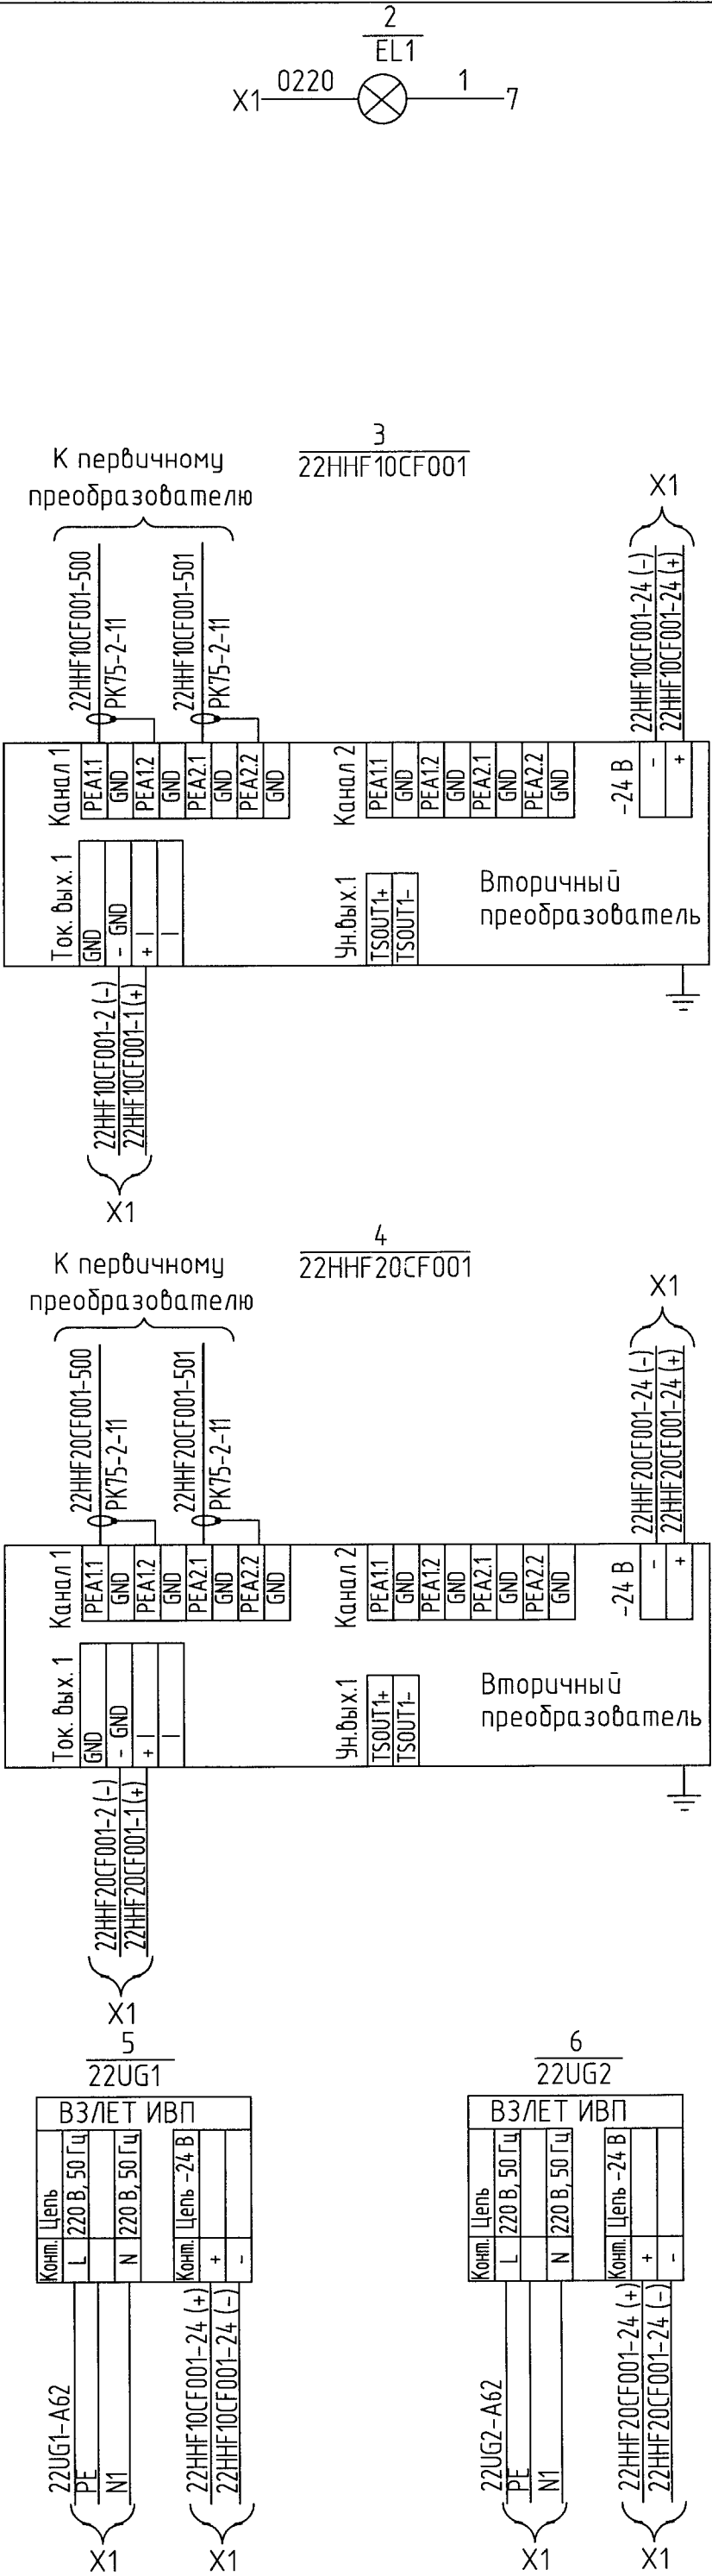 2
EL1
X1 0220 1 7
3
22HHF10CF001
К первичному
преобразователю
X1
22HHF10CF001-500
PK75-2-11
22HHF10CF001-501
PK75-2-11
22HHF10CF001-24 (-)
22HHF10CF001-24 (+)
Канал 1
PEA1.1
GND
PEA1.2
GND
PEA2.1
GND
PEA2.2
GND
Канал 2
PEA1.1
GND
PEA1.2
GND
PEA2.1
GND
PEA2.2
GND
-24 В
-
+
Ток. вых. 1
GND
- GND
+ I
I
Ун.вых.1
TSOUT1+
TSOUT1-
Вторичный
преобразователь
22HHF10CF001-2 (-)
22HHF10CF001-1 (+)
X1
4
22HHF20CF001
К первичному
преобразователю
X1
22HHF20CF001-500
PK75-2-11
22HHF20CF001-501
PK75-2-11
22HHF20CF001-24 (-)
22HHF20CF001-24 (+)
Канал 1
PEA1.1
GND
PEA1.2
GND
PEA2.1
GND
PEA2.2
GND
Канал 2
PEA1.1
GND
PEA1.2
GND
PEA2.1
GND
PEA2.2
GND
-24 В
-
+
Ток. вых. 1
GND
- GND
+ I
I
Ун.вых.1
TSOUT1+
TSOUT1-
Вторичный
преобразователь
22HHF20CF001-2 (-)
22HHF20CF001-1 (+)
X1
5
22UG1
ВЗЛЕТ ИВП
Конт. Цепь
L 220 В, 50 Гц
N 220 В, 50 Гц
Конт. Цепь -24 В
+
-
22UG1-A62
PE
N1
22HHF10CF001-24 (+)
22HHF10CF001-24 (-)
X1
X1
6
22UG2
ВЗЛЕТ ИВП
Конт. Цепь
L 220 В, 50 Гц
N 220 В, 50 Гц
Конт. Цепь -24 В
+
-
22UG2-A62
PE
N1
22HHF20CF001-24 (+)
22HHF20CF001-24 (-)
X1
X1